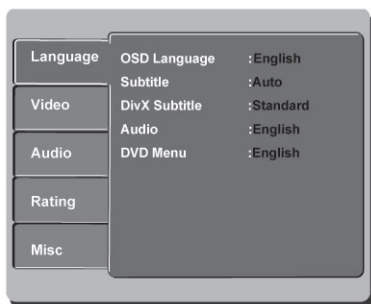 Language
Video
Audio
Rating
Misc
OSD Language :English
Subtitle :Auto
DivX Subtitle :Standard
Audio :English
DVD Menu :English